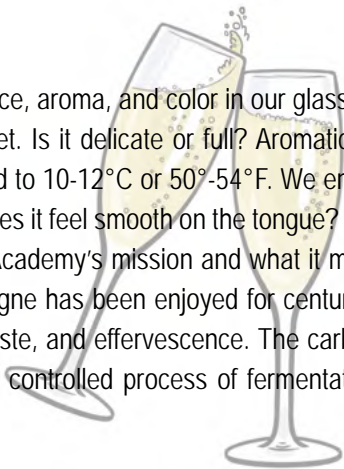 ce, aroma, and color in our glass
et. Is it delicate or full? Aromatic
d to 10-12°C or 50°-54°F. We en
es it feel smooth on the tongue?
Academy's mission and what it m
gne has been enjoyed for centur
ste, and effervescence. The carb
controlled process of fermentat